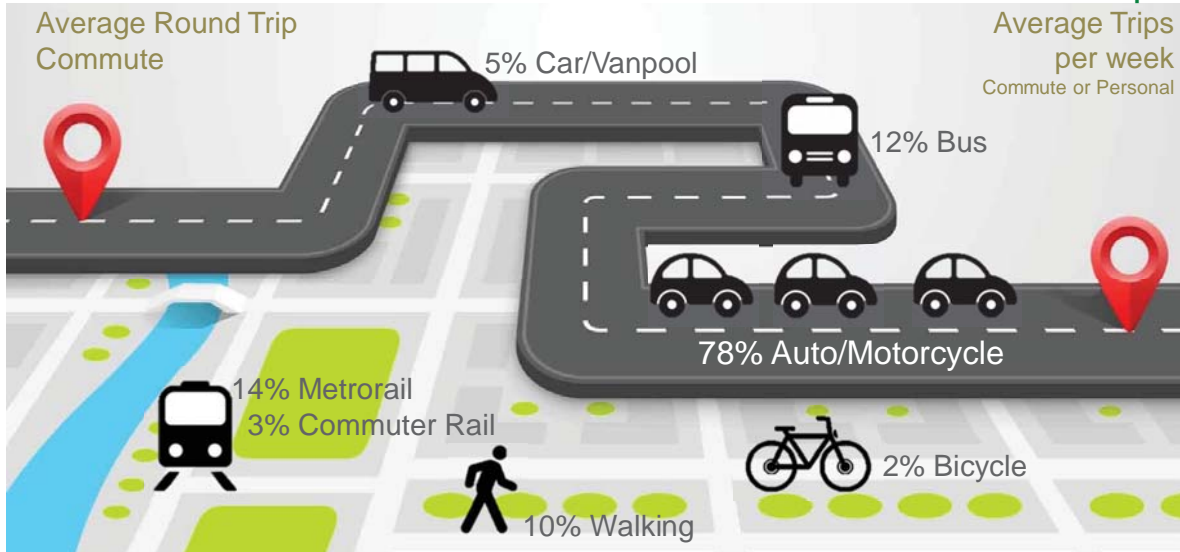 Average Round Trip
Commute
Average Trips
per week
Commute or Personal
5% Car/Vanpool
12% Bus
78% Auto/Motorcycle
14% Metrorail
3% Commuter Rail
2% Bicycle
10% Walking